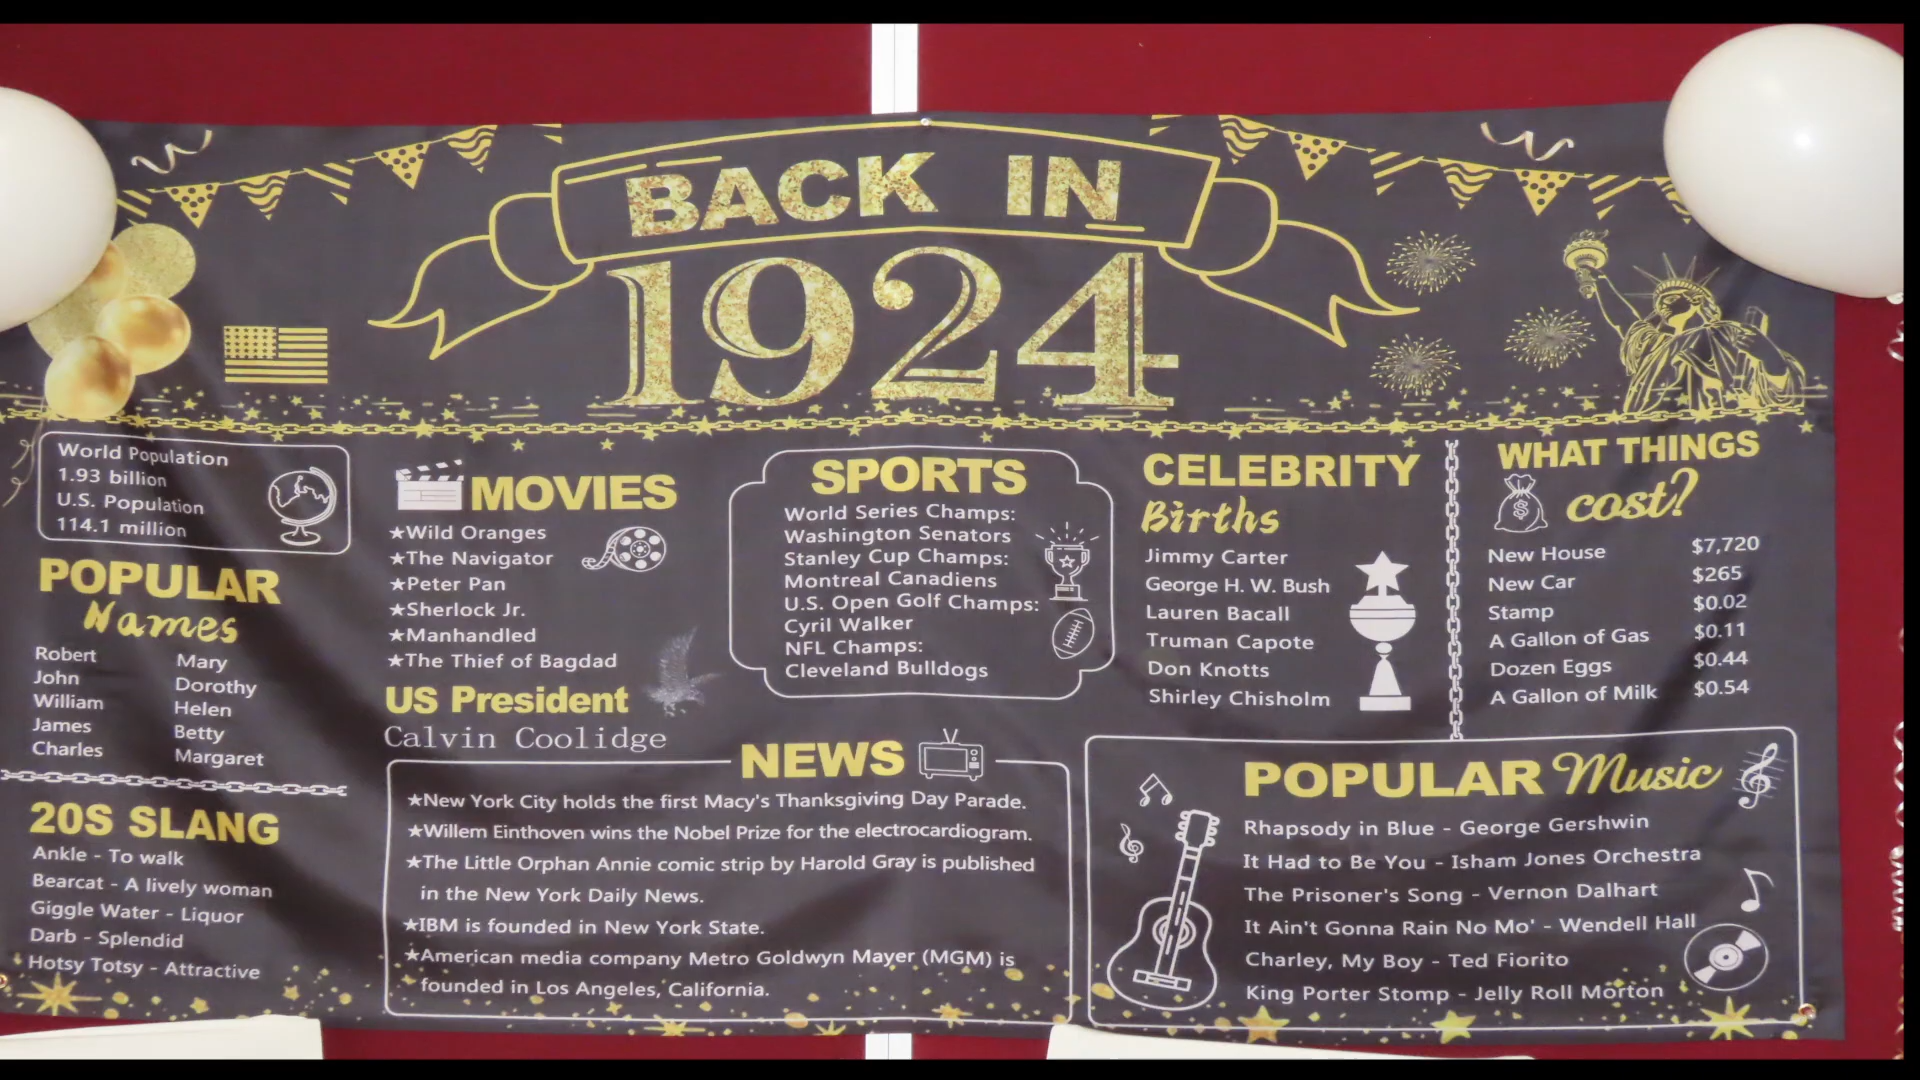 BACK IN
1924
World Population
1.93 billion
U.S. Population
114.1 million
POPULAR
Names
Robert Mary
John Dorothy
William Helen
James Betty
Charles Margaret
20S SLANG
Ankle - To walk
Bearcat - A lively woman
Giggle Water - Liquor
Darb - Splendid
Hotsy Totsy - Attractive
MOVIES
★Wild Oranges
★The Navigator
★Peter Pan
★Sherlock Jr.
★Manhandled
★The Thief of Bagdad
US President
Calvin Coolidge
SPORTS
World Series Champs:
Washington Senators
Stanley Cup Champs:
Montreal Canadiens
U.S. Open Golf Champs:
Cyril Walker
NFL Champs:
Cleveland Bulldogs
CELEBRITY
Births
Jimmy Carter
George H. W. Bush
Lauren Bacall
Truman Capote
Don Knotts
Shirley Chisholm
WHAT THINGS
cost?
$
New House $7,720
New Car $265
Stamp $0.02
A Gallon of Gas $0.11
Dozen Eggs $0.44
A Gallon of Milk $0.54
NEWS
★New York City holds the first Macy's Thanksgiving Day Parade.
★Willem Einthoven wins the Nobel Prize for the electrocardiogram.
★The Little Orphan Annie comic strip by Harold Gray is published
in the New York Daily News.
★IBM is founded in New York State.
★American media company Metro Goldwyn Mayer (MGM) is
founded in Los Angeles, California.
POPULAR Music
Rhapsody in Blue - George Gershwin
It Had to Be You - Isham Jones Orchestra
The Prisoner's Song - Vernon Dalhart
It Ain't Gonna Rain No Mo' - Wendell Hall
Charley, My Boy - Ted Fiorito
King Porter Stomp - Jelly Roll Morton